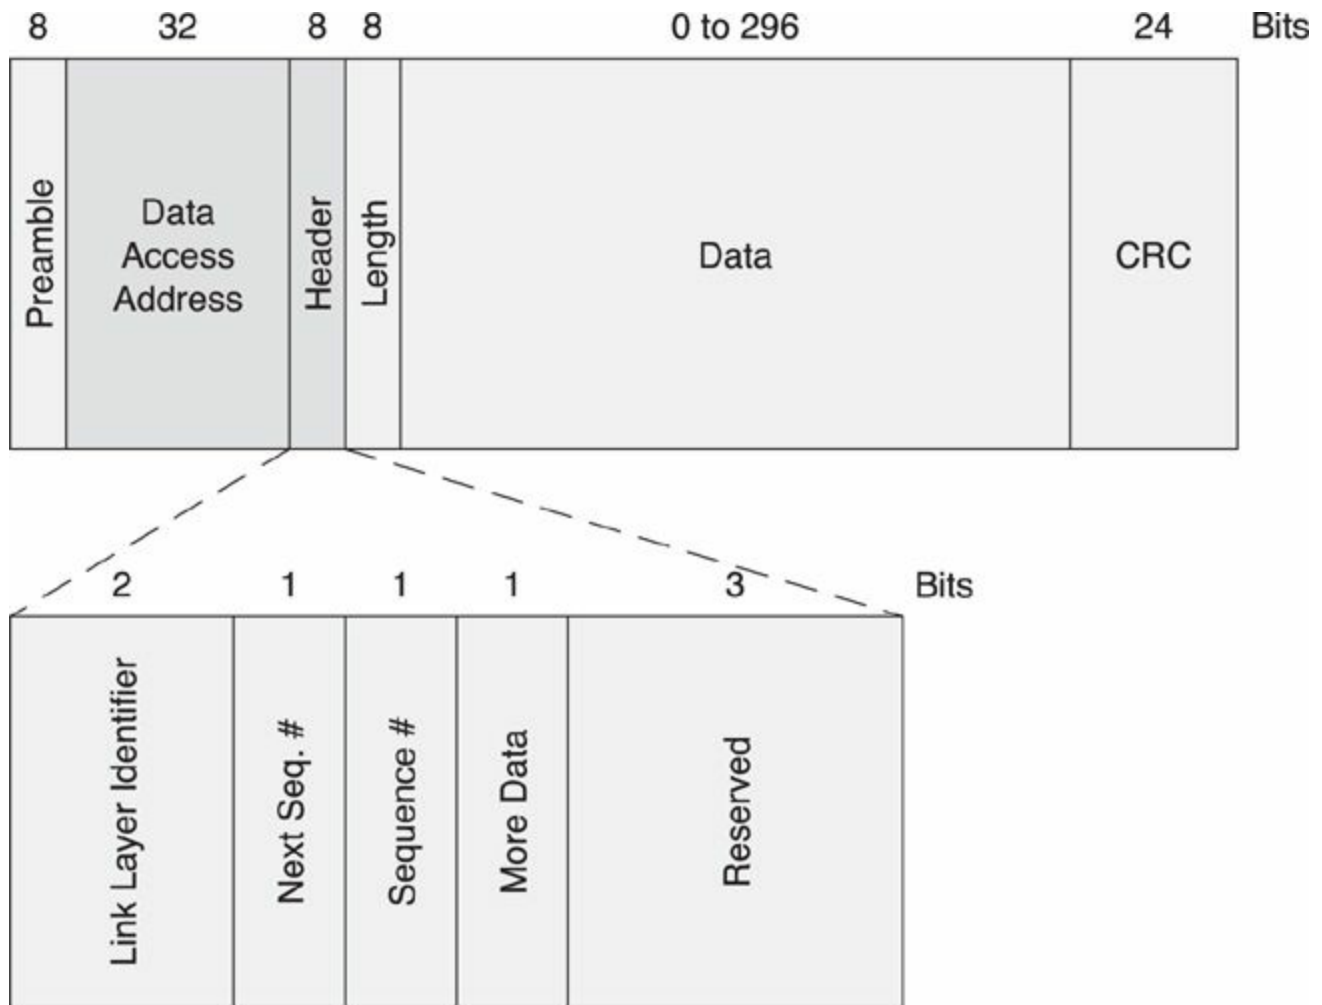 8 32 8 8 0 to 296 24 Bits
Preamble
Data
Access
Address
Header
Length
Data
CRC
2 1 1 1 3 Bits
Link Layer Identifier
Next Seq. #
Sequence #
More Data
Reserved